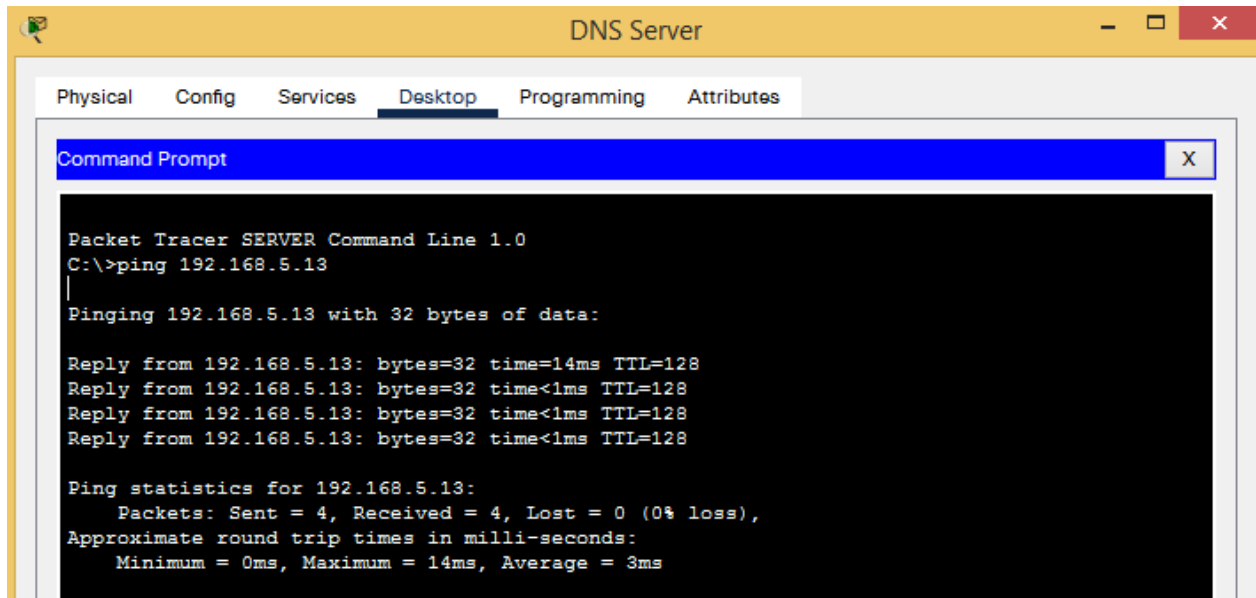 DNS Server
Physical Config Services Desktop Programming Attributes
Command Prompt X
Packet Tracer SERVER Command Line 1.0
C:\>ping 192.168.5.13
Pinging 192.168.5.13 with 32 bytes of data:
Reply from 192.168.5.13: bytes=32 time=14ms TTL=128
Reply from 192.168.5.13: bytes=32 time<1ms TTL=128
Reply from 192.168.5.13: bytes=32 time<1ms TTL=128
Reply from 192.168.5.13: bytes=32 time<1ms TTL=128
Ping statistics for 192.168.5.13:
Packets: Sent = 4, Received = 4, Lost = 0 (0% loss),
Approximate round trip times in milli-seconds:
Minimum = 0ms, Maximum = 14ms, Average = 3ms